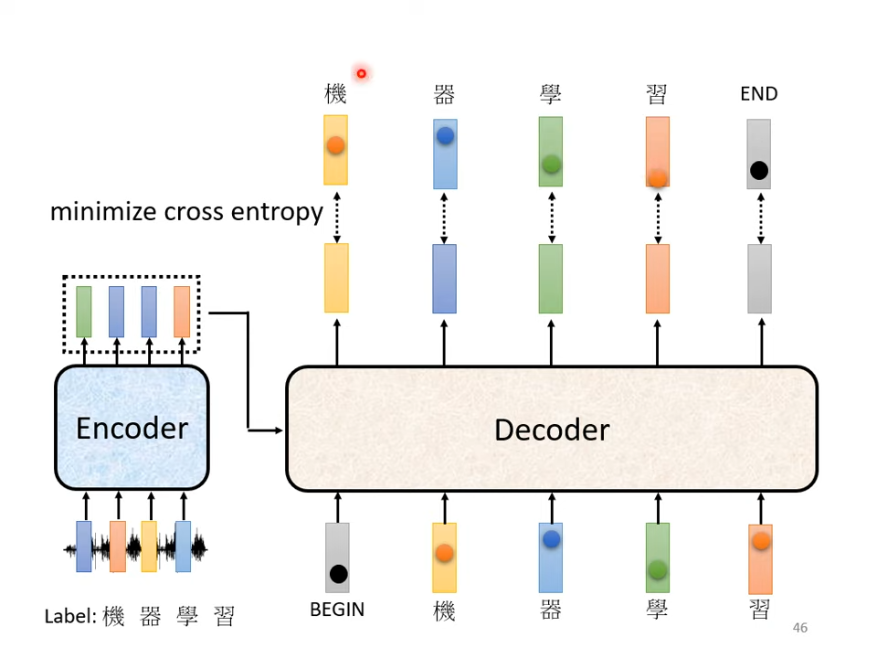 機 器 學 習 END
minimize cross entropy
Encoder
Decoder
Label: 機 器 學 習
BEGIN 機 器 學 習
46